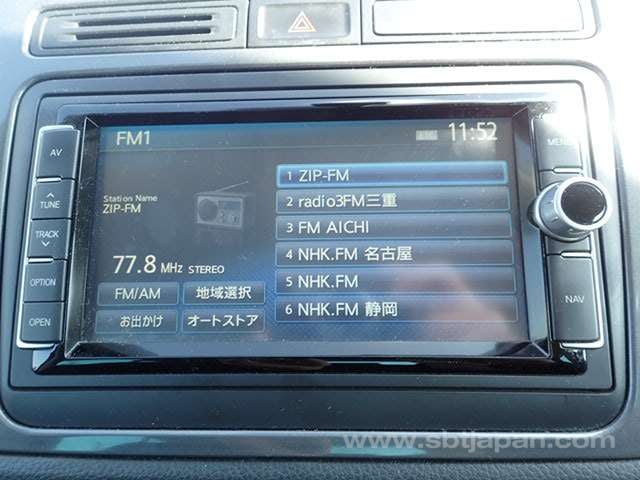 FM1
11:52
AV
TUNE
TRACK
OPTION
OPEN
MENU
NAV
Station Name
ZIP-FM
77.8 MHz STEREO
FM/AM
地域選択
お出かけ
オートストア
1 ZIP-FM
2 radio3FM三重
3 FM AICHI
4 NHK.FM 名古屋
5 NHK.FM
6 NHK.FM 静岡
www.sbtjapan.com